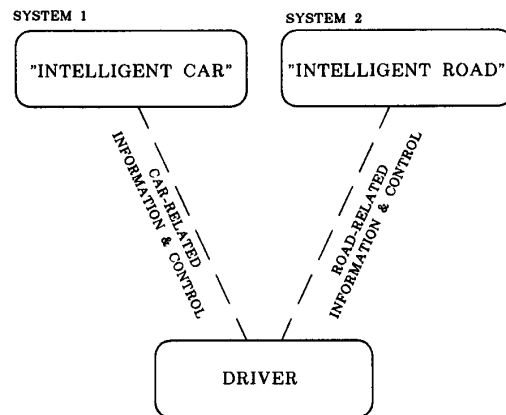 SYSTEM 1
"INTELLIGENT CAR"
SYSTEM 2
"INTELLIGENT ROAD"
CAR-RELATED
INFORMATION & CONTROL
ROAD-RELATED
INFORMATION & CONTROL
DRIVER